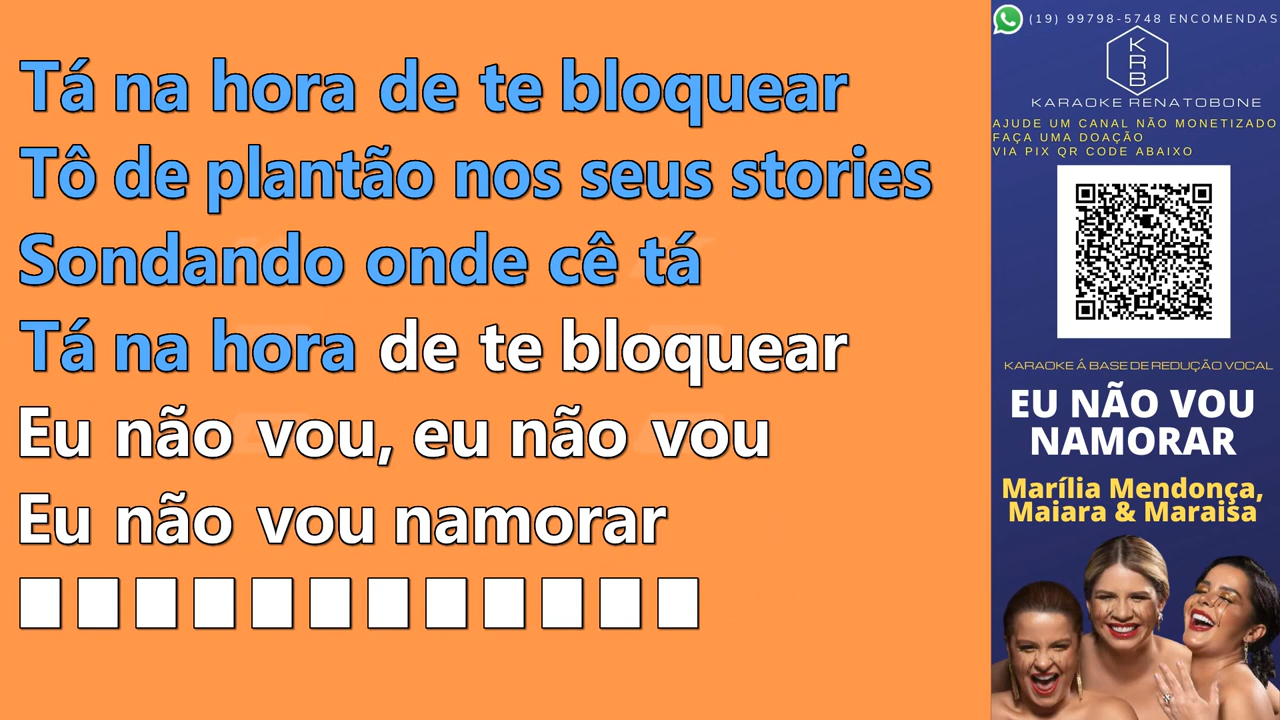 Tá na hora de te bloquear
Tô de plantão nos seus stories
Sondando onde cê tá
Tá na hora de te bloquear
Eu não vou, eu não vou
Eu não vou namorar
(19) 99798-5748 ENCOMENDAS
KRB
KARAOKE RENATOBONE
AJUDE UM CANAL NÃO MONETIZADO
FAÇA UMA DOAÇÃO
VIA PIX QR CODE ABAIXO
KARAOKE Á BASE DE REDUÇÃO VOCAL
EU NÃO VOU
NAMORAR
Marília Mendonça,
Maiara & Maraisa